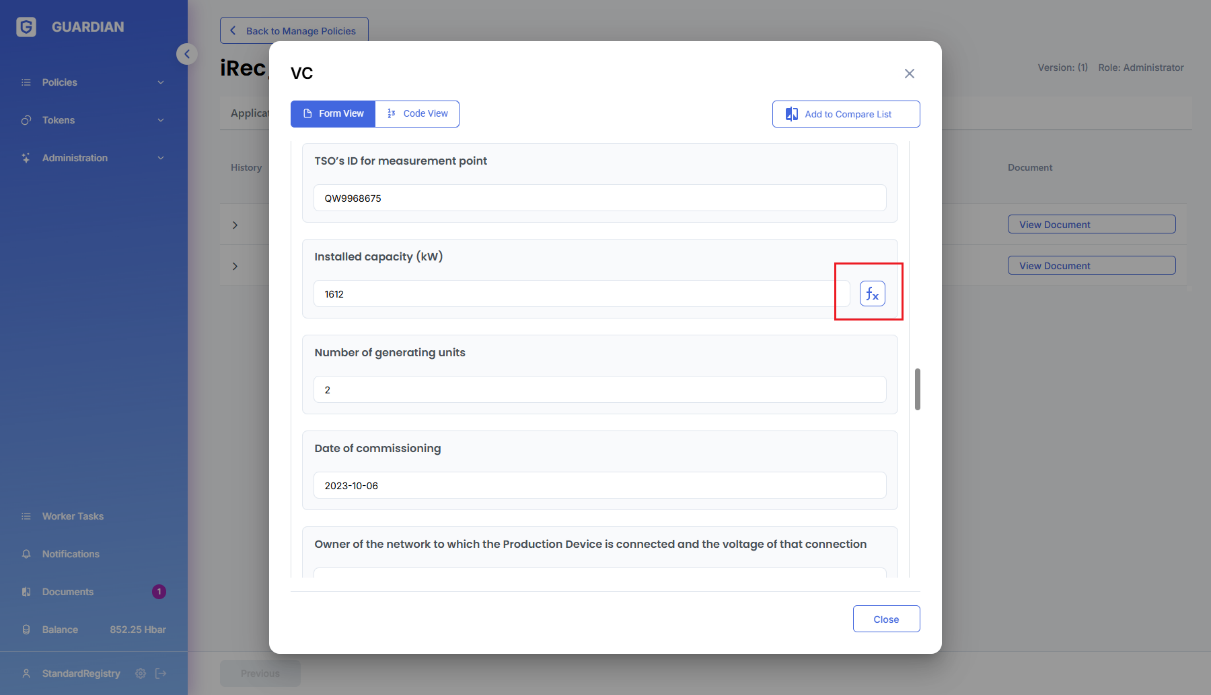 GUARDIAN
Policies
Tokens
Administration
Worker Tasks
Notifications
Documents 1
Balance 852.25 Hbar
StandardRegistry
Back to Manage Policies
iRec
Version: (1) Role: Administrator
Applicat
History
Document
View Document
View Document
Previous
VC
Form View
Code View
Add to Compare List
TSO's ID for measurement point
QW9968675
Installed capacity (kW)
1612
fx
Number of generating units
2
Date of commissioning
2023-10-06
Owner of the network to which the Production Device is connected and the voltage of that connection
Close